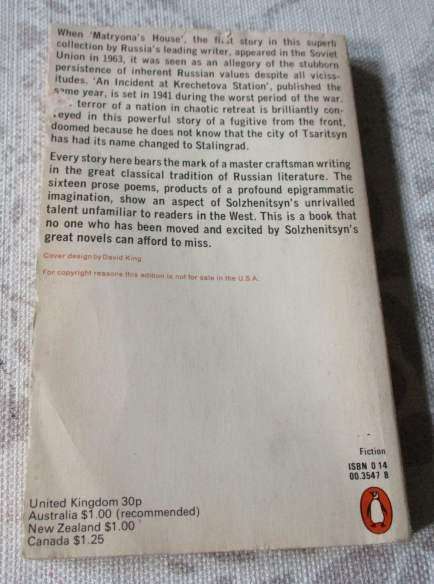 When 'Matryona's House', the first story in this superb
collection by Russia's leading writer, appeared in the Soviet
Union in 1963, it was seen as an allegory of the stubborn
persistence of inherent Russian values despite all viciss-
itudes. 'An Incident at Krechetova Station', published the
same year, is set in 1941 during the worst period of the war.
terror of a nation in chaotic retreat is brilliantly con-
veyed in this powerful story of a fugitive from the front,
doomed because he does not know that the city of Tsaritsyn
has had its name changed to Stalingrad.
Every story here bears the mark of a master craftsman writing
in the great classical tradition of Russian literature. The
sixteen prose poems, products of a profound epigrammatic
imagination, show an aspect of Solzhenitsyn's unrivalled
talent unfamiliar to readers in the West. This is a book that
no one who has been moved and excited by Solzhenitsyn's
great novels can afford to miss.
Cover design by David King
For copyright reasons this edition is not for sale in the U.S.A.
Fiction
ISBN 0 14
00.3547 8
United Kingdom 30p
Australia $1.00 (recommended)
New Zealand $1.00
Canada $1.25